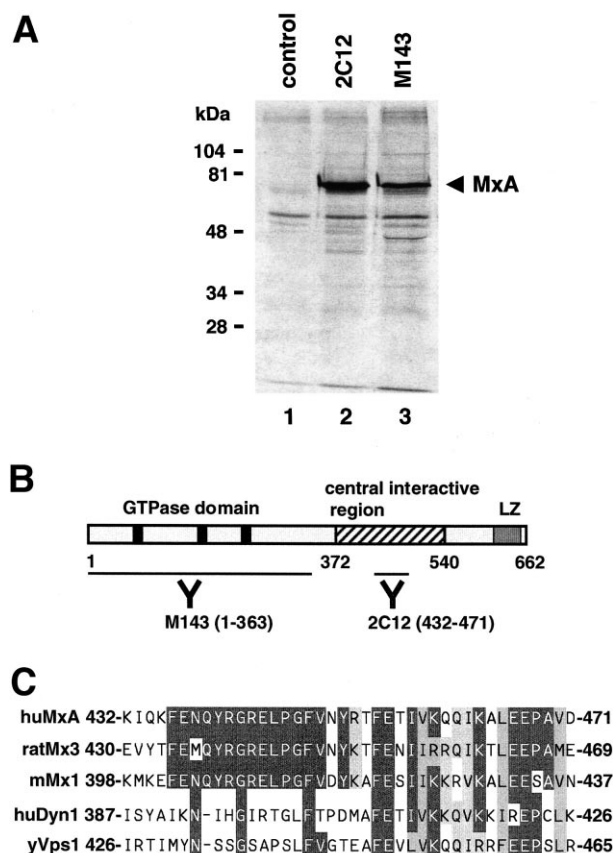 A
control 2C12 M143
kDa
104
81
MxA
48
34
28
1 2 3
B
GTPase domain central interactive region LZ
1 372 540 662
Y Y
M143 (1-363) 2C12 (432-471)
C
huMxA 432-KIQKFENQYRGRELPGFVNYRTFETIVKQQIKALEEPAVD-471
ratMx3 430-EVYTFEMQYRGRELPGFVNYKTFENIIRRQIKTLEEPAME-469
mMx1 398-KMKEFENQYRGRELPGFVDYKAFESIIKKRVKALEESAVN-437
huDyn1 387-ISYAIKN-IHGIRTGLFTPDMAFETIVKKQVKKIREPCLK-426
yVps1 426-IRTIMYN-SSGSAPSLFVGTEAFEVLVKQQIRRFEEPSLR-465